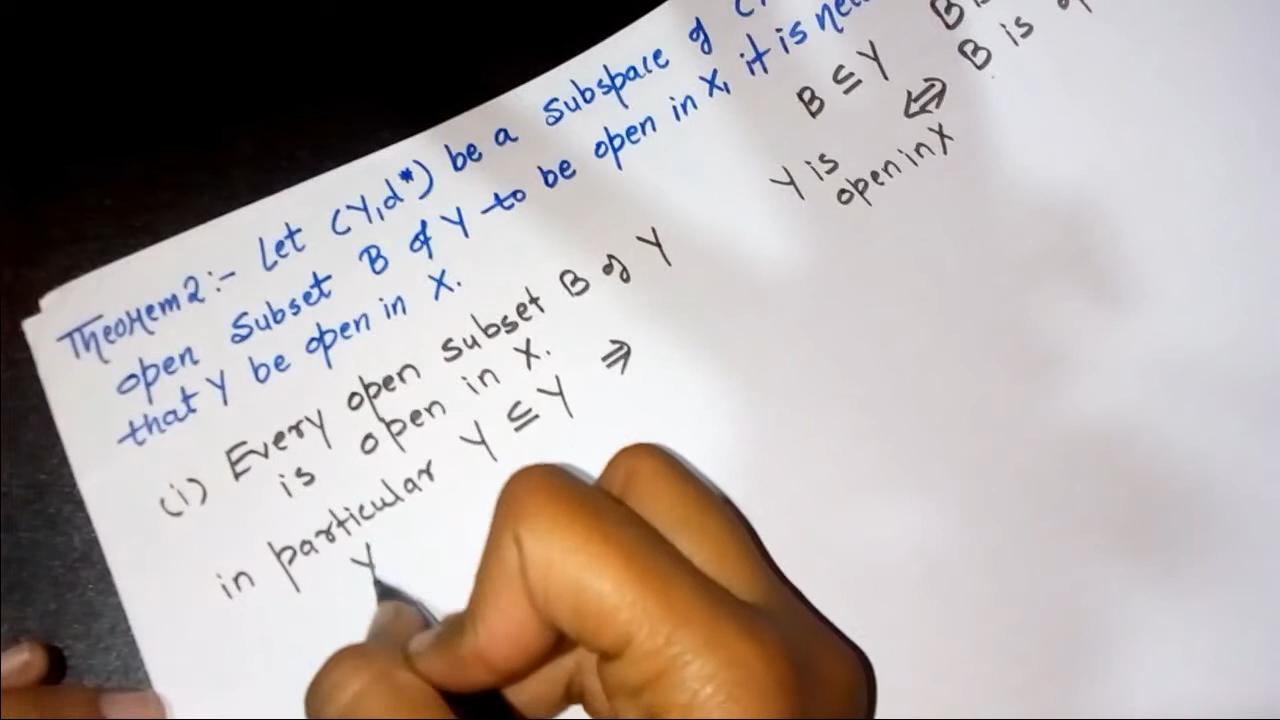 Theorem 2:- Let (Y,d*) be a subspace of
open subset B of Y to be open in X, it is
that Y be open in X.
B ⊆ Y
B is
⇔
Y is
open in X
(i) Every open subset B of Y
is open in X. ⇒
in particular Y ⊆ Y
Y